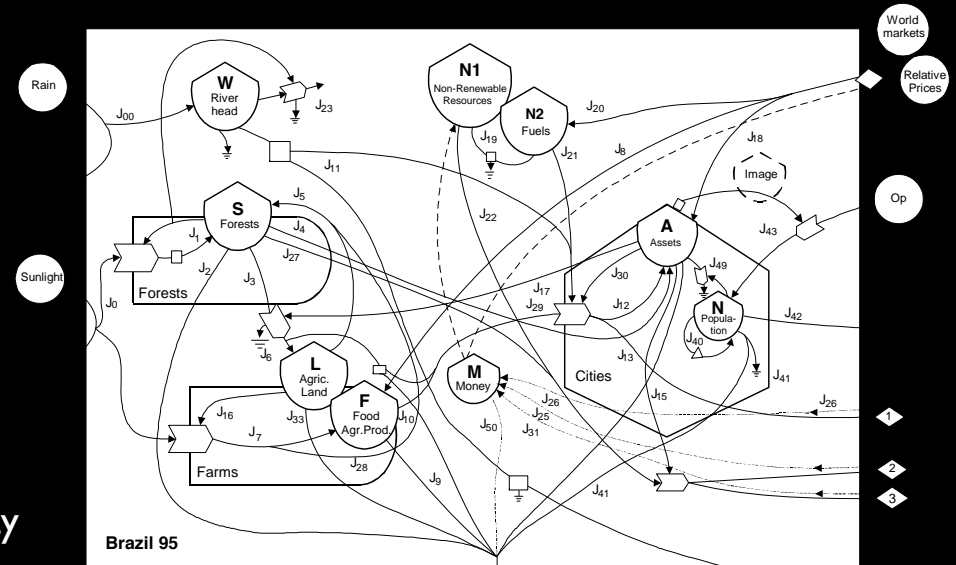 World
markets
Relative
Prices
Rain
W
River
head
J00
J23
J11
N1
Non-Renewable
Resources
N2
Fuels
J20
J19
J21
J8
J18
Image
Op
J22
J5
S
Forests
J4
J1
J2
J27
J3
Forests
Sunlight
J0
J6
A
Assets
J43
J49
J30
J17
J29
J12
N
Popula-
tion
J42
J40
J13
Cities
J41
L
Agric.
Land
F
Food
Agr.Prod.
M
Money
J15
J26
J26
J25
J31
J50
J10
J16
J33
J7
J28
Farms
J9
J41
1
2
3
y
Brazil 95